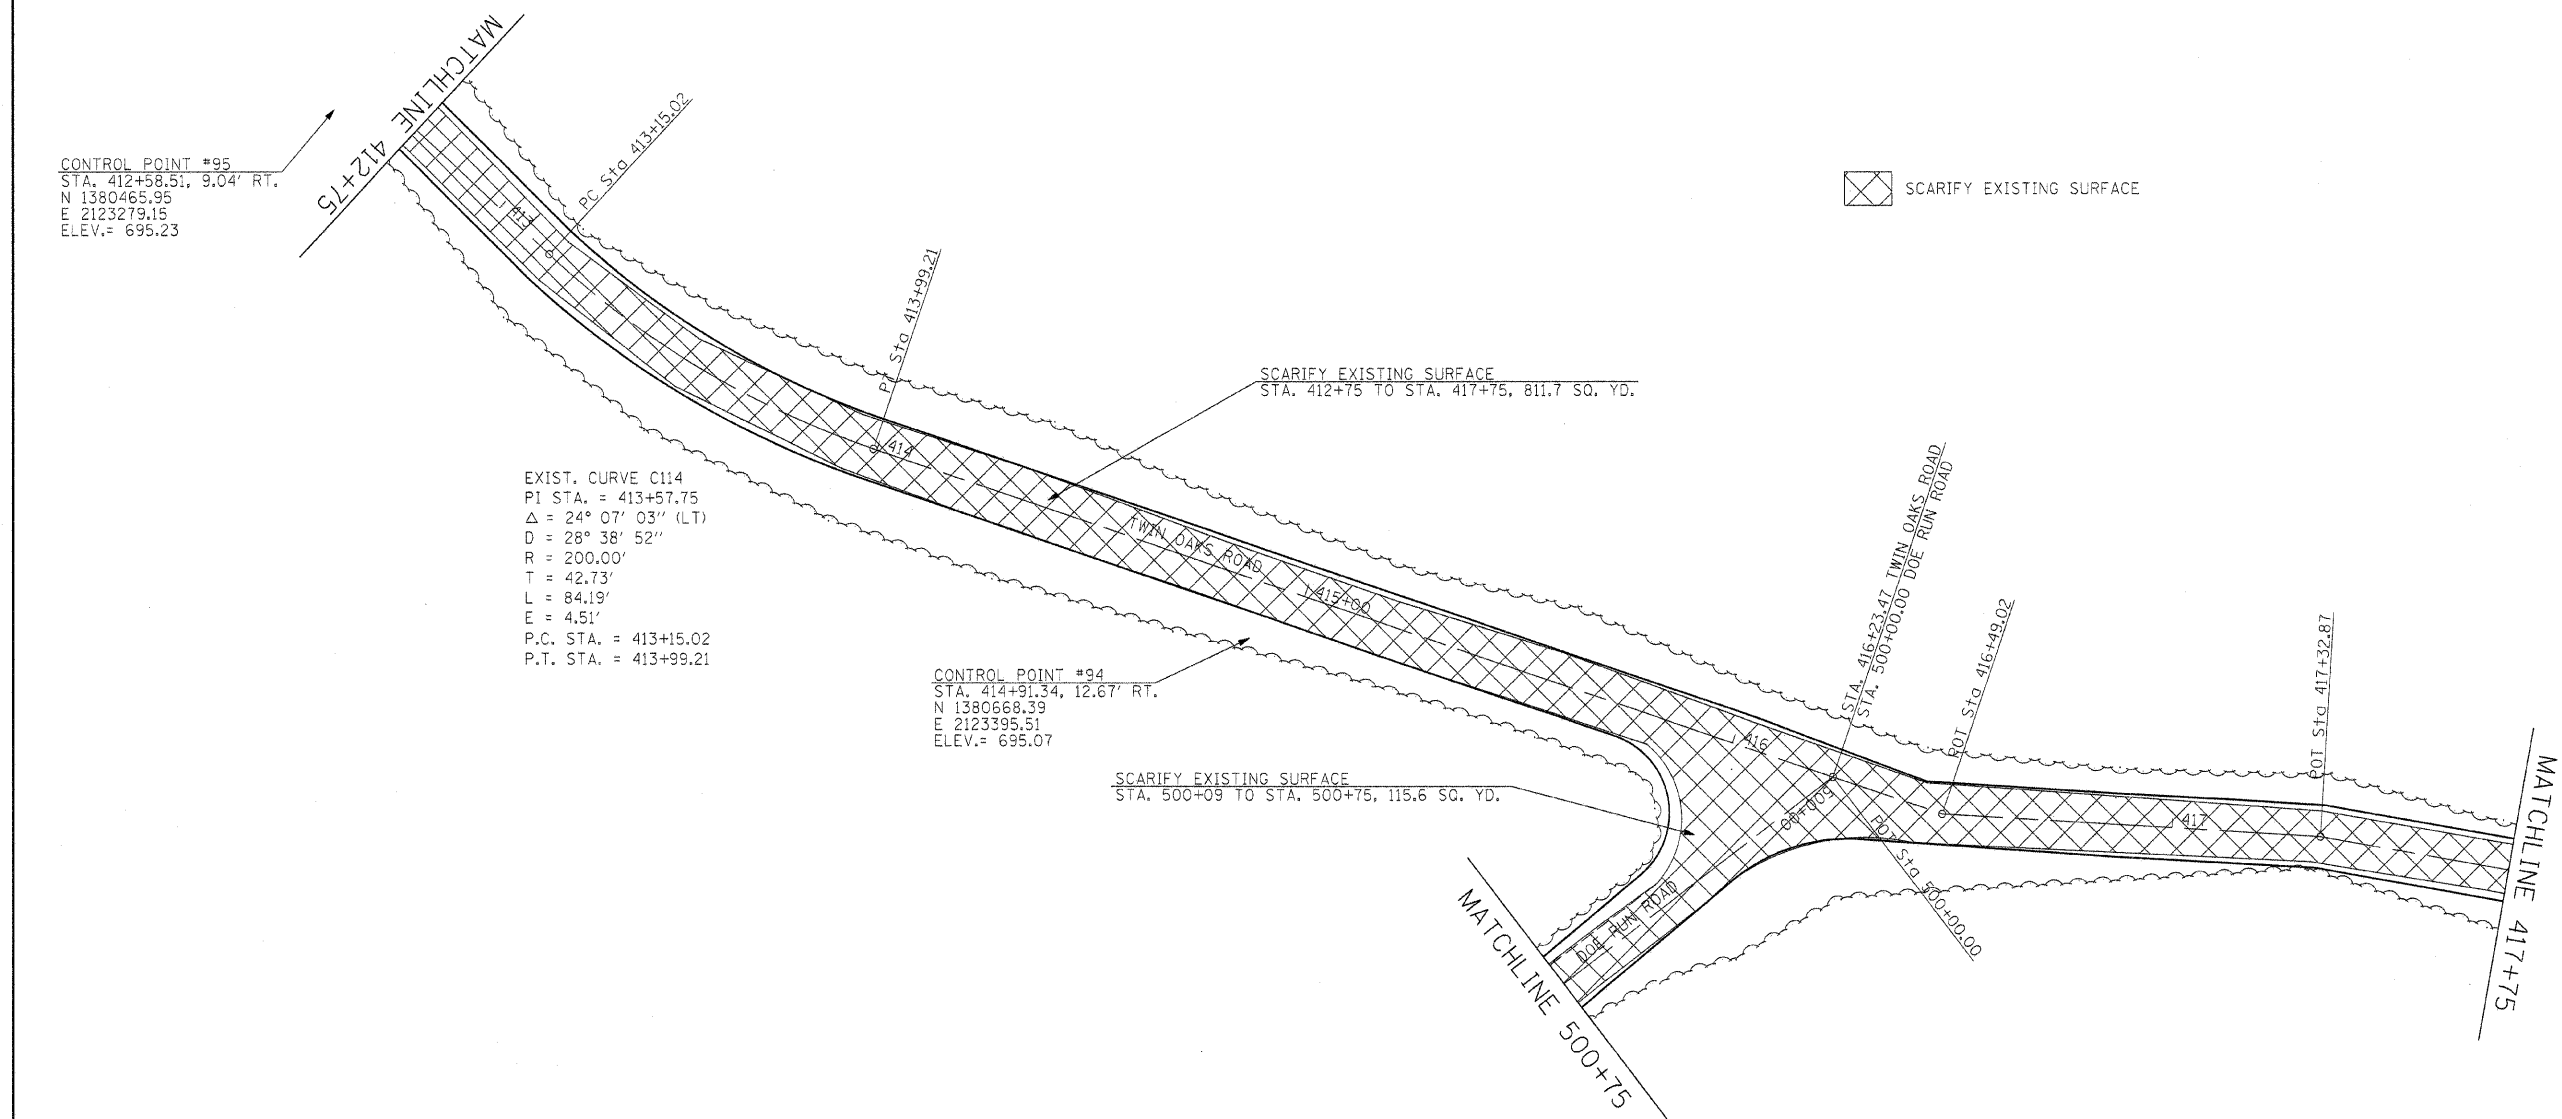 MATCHLINE 412+75
CONTROL POINT #95
STA. 412+58.51, 9.04' RT.
N 1380465.95
E 2123279.15
ELEV.= 695.23
413
PC Sta 413+15.02
SCARIFY EXISTING SURFACE
PT Sta 413+99.21
414
SCARIFY EXISTING SURFACE
STA. 412+75 TO STA. 417+75, 811.7 SQ. YD.
EXIST. CURVE C114
PI STA. = 413+57.75
Δ = 24° 07' 03'' (LT)
D = 28° 38' 52''
R = 200.00'
T = 42.73'
L = 84.19'
E = 4.51'
P.C. STA. = 413+15.02
P.T. STA. = 413+99.21
TWIN OAKS ROAD
415+00
CONTROL POINT #94
STA. 414+91.34, 12.67' RT.
N 1380668.39
E 2123395.51
ELEV.= 695.07
STA. 416+23.47 TWIN OAKS ROAD
STA. 500+00.00 DOE RUN ROAD
POT Sta 416+49.02
POT Sta 417+32.87
416
500+00
417
SCARIFY EXISTING SURFACE
STA. 500+09 TO STA. 500+75, 115.6 SQ. YD.
POT Sta 500+00.00
DOE RUN ROAD
MATCHLINE 500+75
MATCHLINE 417+75